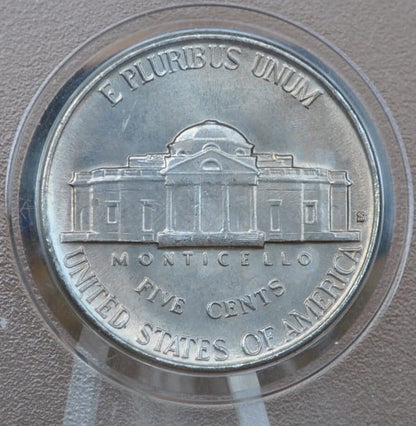 E PLURIBUS UNUM
S
MONTICELLO
FIVE CENTS
UNITED STATES OF AMERICA